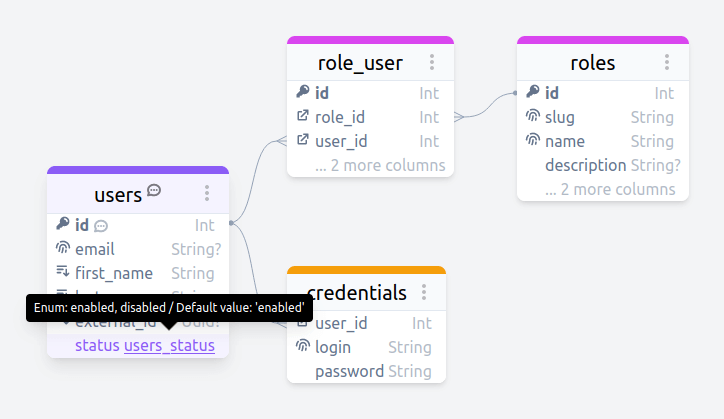 role_user
id Int
role_id Int
user_id Int
... 2 more columns
roles
id Int
slug String
name String
description String?
... 2 more columns
users
id Int
email String?
first_name String
Enum: enabled, disabled / Default value: 'enabled'
external_id Uuid?
status users_status
credentials
user_id Int
login String
password String